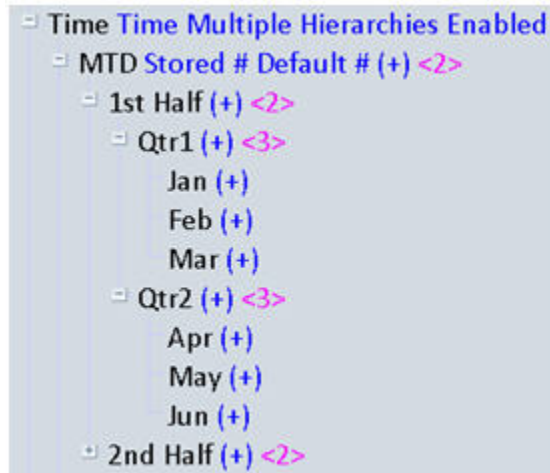 Time Time Multiple Hierarchies Enabled
MTD Stored # Default # (+) <2>
1st Half (+) <2>
Qtr1 (+) <3>
Jan (+)
Feb (+)
Mar (+)
Qtr2 (+) <3>
Apr (+)
May (+)
Jun (+)
2nd Half (+) <2>